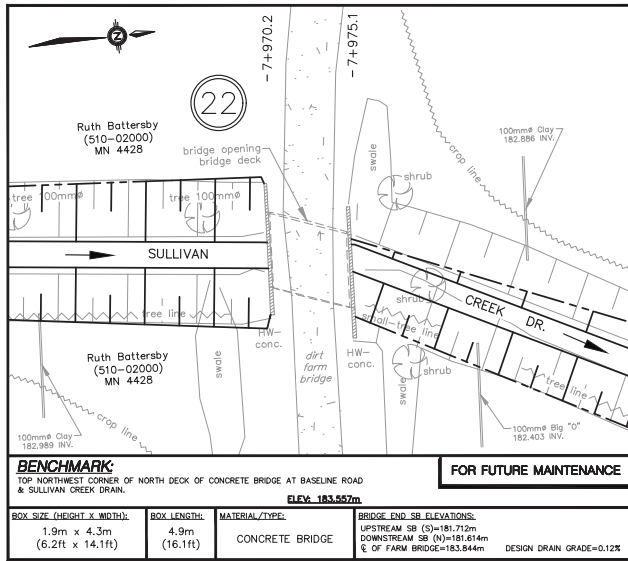 -7+970.2
-7+975.1
Z
22
Ruth Battersby
(510-02000)
MN 4428
bridge opening
bridge deck
swale
shrub
100mmø Clay
182.886 INV.
crop line
tree 100mmø
tree 100mmø
SULLIVAN
CREEK DR.
shrub
tree line
small-tree line
HW-
conc.
dirt
farm
bridge
HW-
conc.
shrub
Ruth Battersby
(510-02000)
MN 4428
swale
swale
tree line
crop line
100mmø Clay
182.989 INV.
100mmø Big "O"
182.403 INV.
BENCHMARK:
TOP NORTHWEST CORNER OF NORTH DECK OF CONCRETE BRIDGE AT BASELINE ROAD
& SULLIVAN CREEK DRAIN.
ELEV: 183.557m
FOR FUTURE MAINTENANCE
BOX SIZE (HEIGHT X WIDTH):
1.9m x 4.3m
(6.2ft x 14.1ft)
BOX LENGTH:
4.9m
(16.1ft)
MATERIAL/TYPE:
CONCRETE BRIDGE
BRIDGE END SB ELEVATIONS:
UPSTREAM SB (S)=181.712m
DOWNSTREAM SB (N)=181.614m
℄ OF FARM BRIDGE=183.844m
DESIGN DRAIN GRADE=0.12%